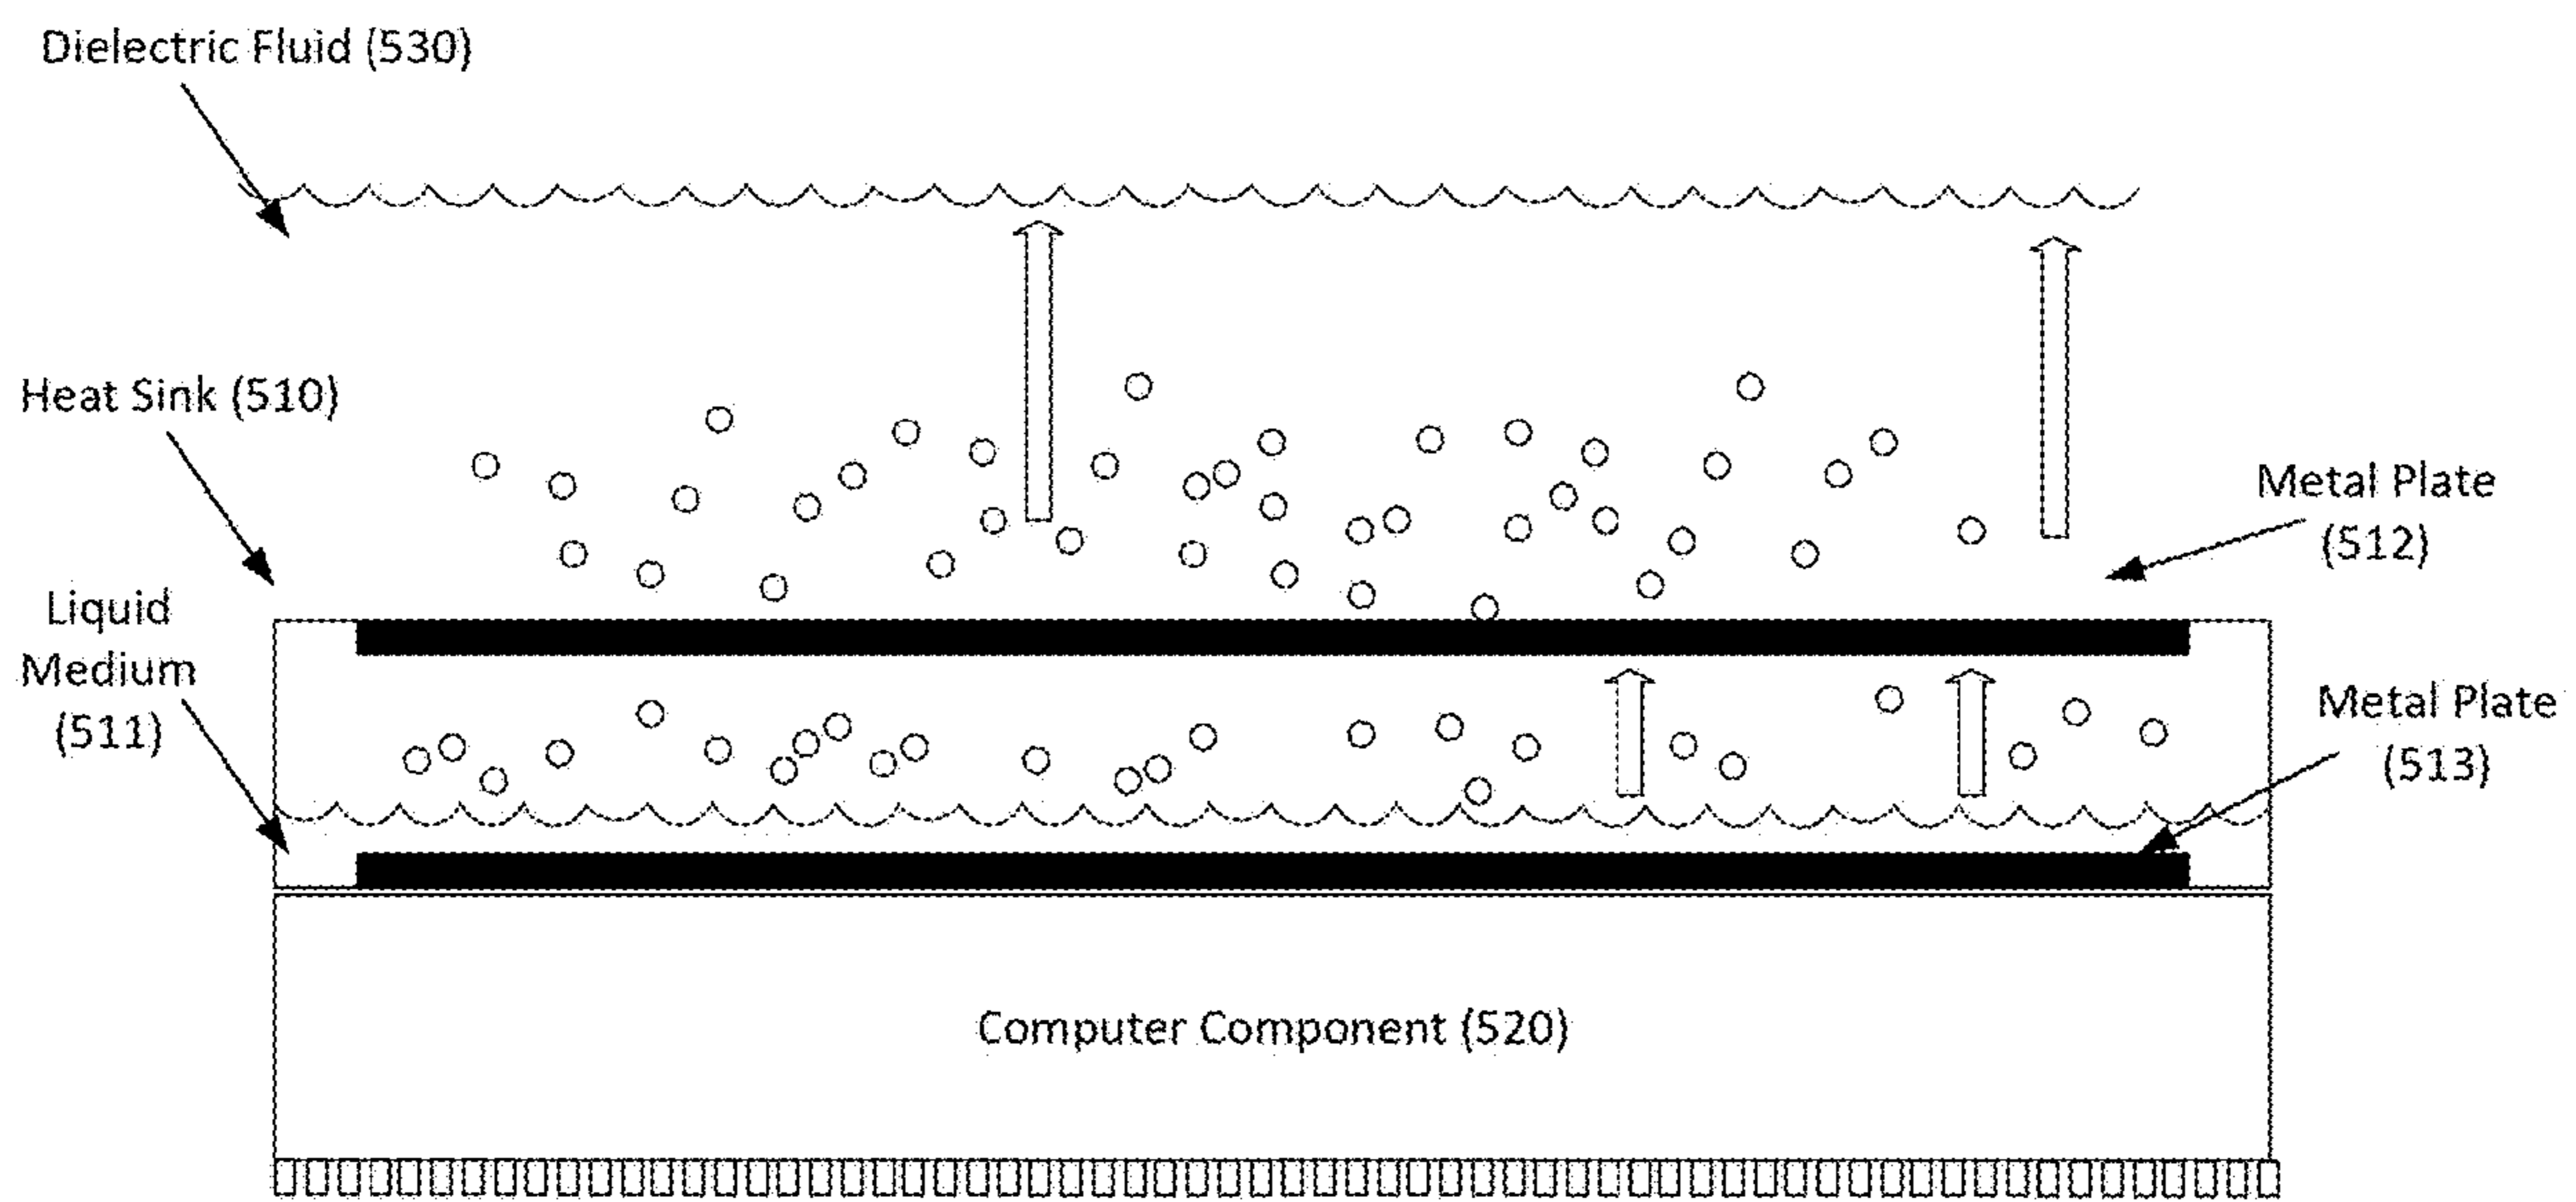 Dielectric Fluid (530)
Heat Sink (510)
Metal Plate
(512)
Liquid
Medium
(511)
Metal Plate
(513)
Computer Component (520)